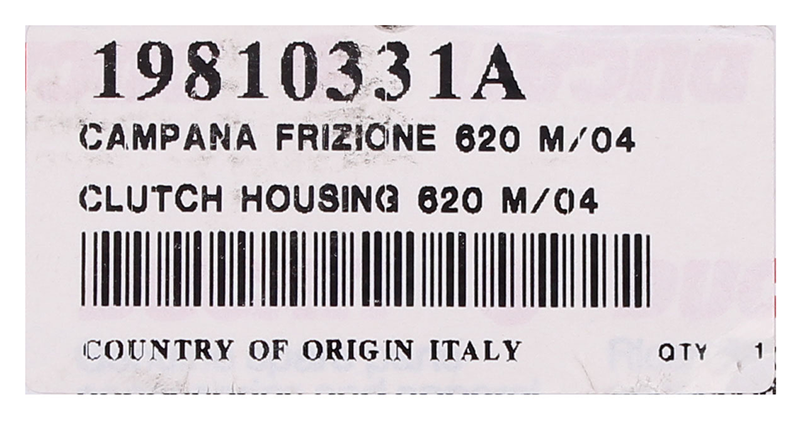 19810331A
CAMPANA FRIZIONE 620 M/04
CLUTCH HOUSING 620 M/04
COUNTRY OF ORIGIN ITALY QTY 1